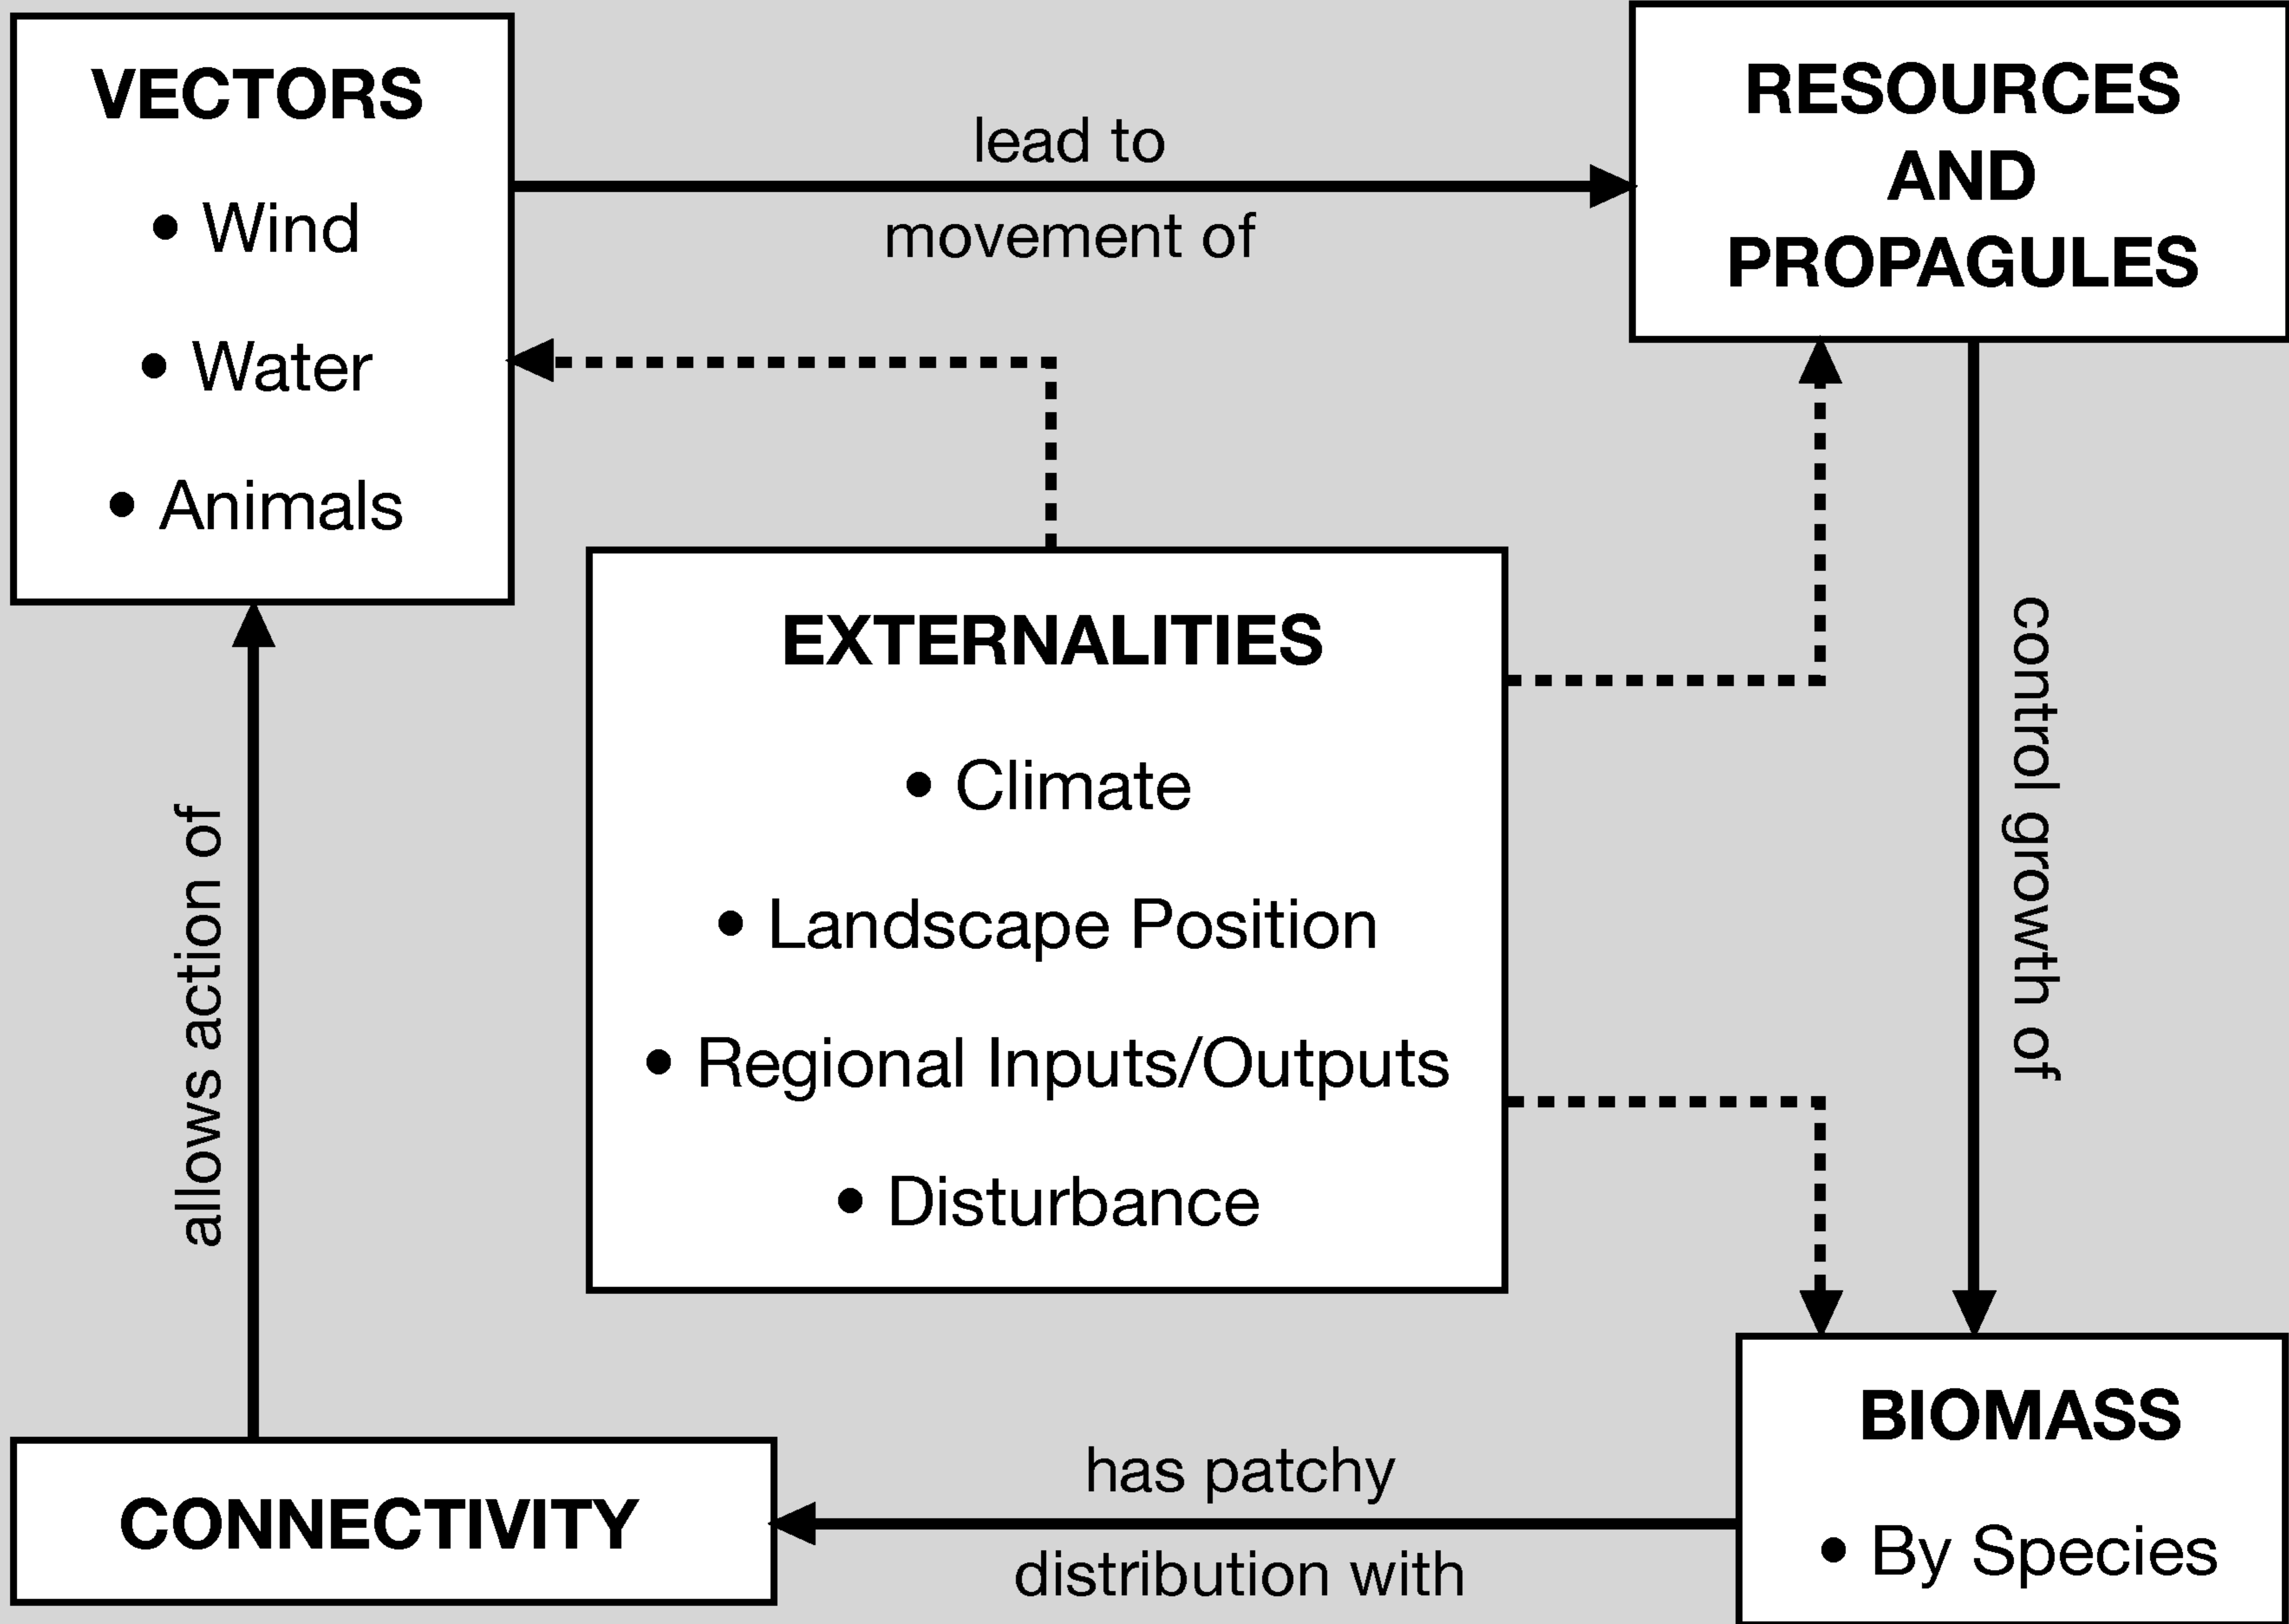 VECTORS
• Wind
• Water
• Animals
lead to
movement of
RESOURCES
AND
PROPAGULES
EXTERNALITIES
• Climate
• Landscape Position
• Regional Inputs/Outputs
• Disturbance
control growth of
allows action of
CONNECTIVITY
has patchy
distribution with
BIOMASS
• By Species